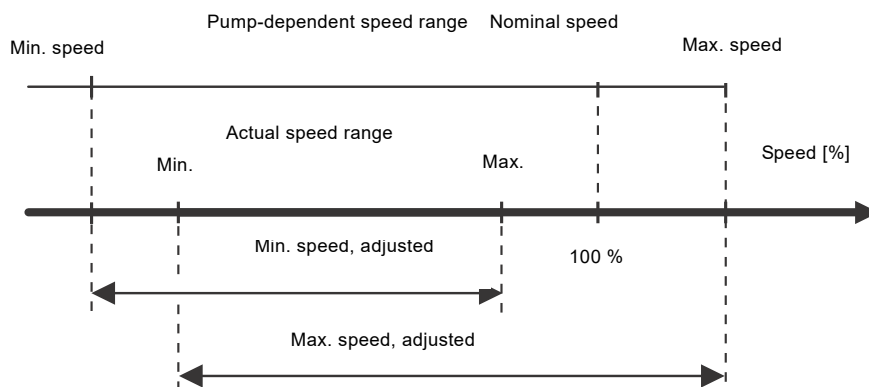 Pump-dependent speed range
Nominal speed
Min. speed
Max. speed
Actual speed range
Min.
Max.
Speed [%]
Min. speed, adjusted
100 %
Max. speed, adjusted